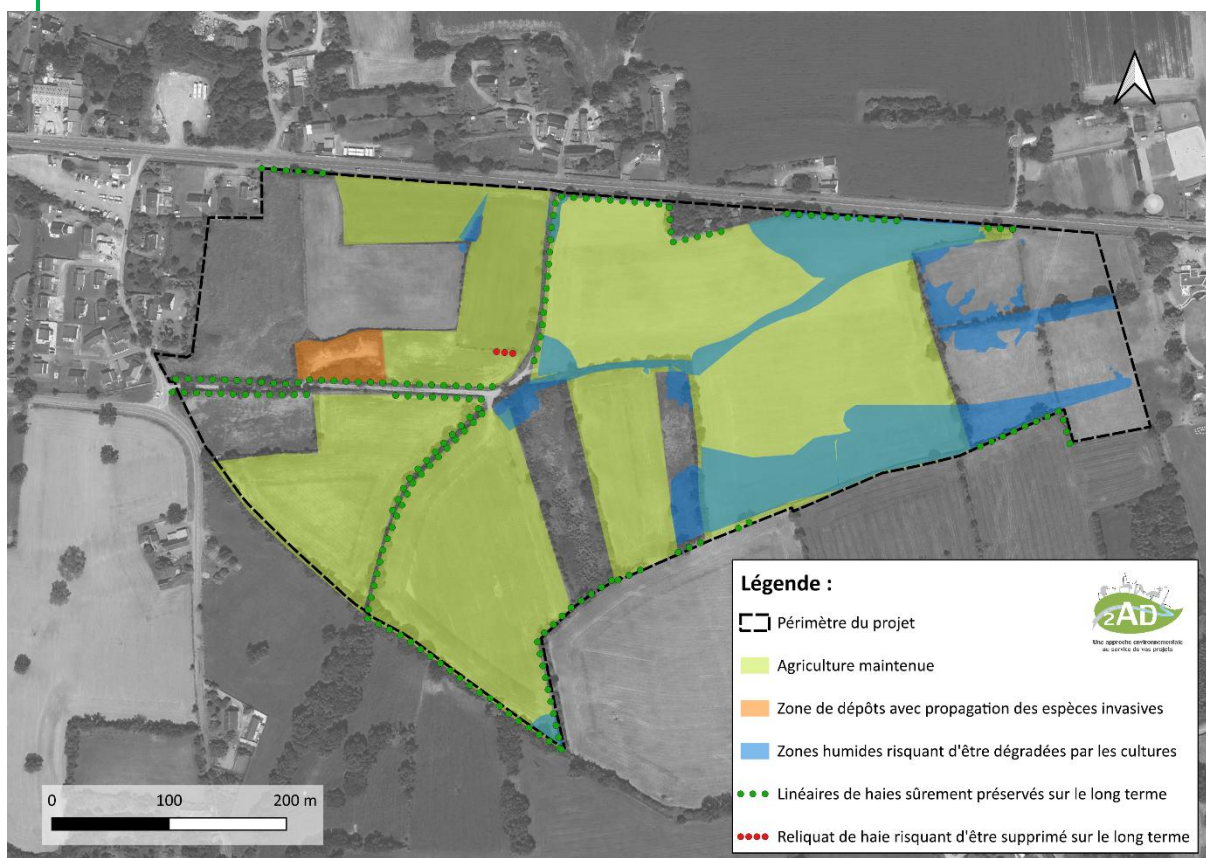 Légende :
2AD
Une approche environnementale
au service de vos projets
Périmètre du projet
Agriculture maintenue
Zone de dépôts avec propagation des espèces invasives
Zones humides risquant d'être dégradées par les cultures
Linéaires de haies sûrement préservés sur le long terme
Reliquat de haie risquant d'être supprimé sur le long terme
0 100 200 m